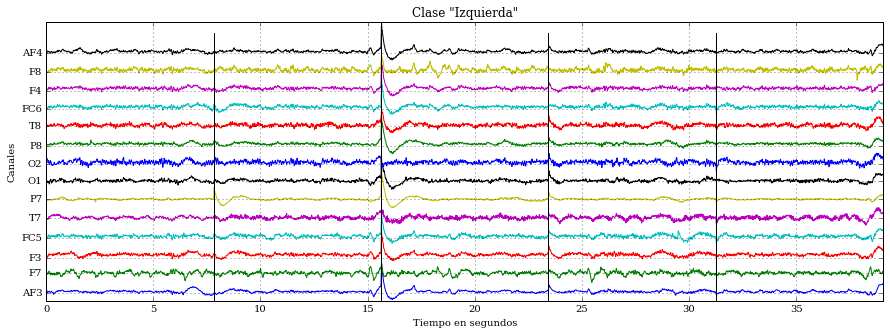 Clase "Izquierda"
Canales
AF4
F8
F4
FC6
T8
P8
O2
O1
P7
T7
FC5
F3
F7
AF3
0 5 10 15 20 25 30 35
Tiempo en segundos